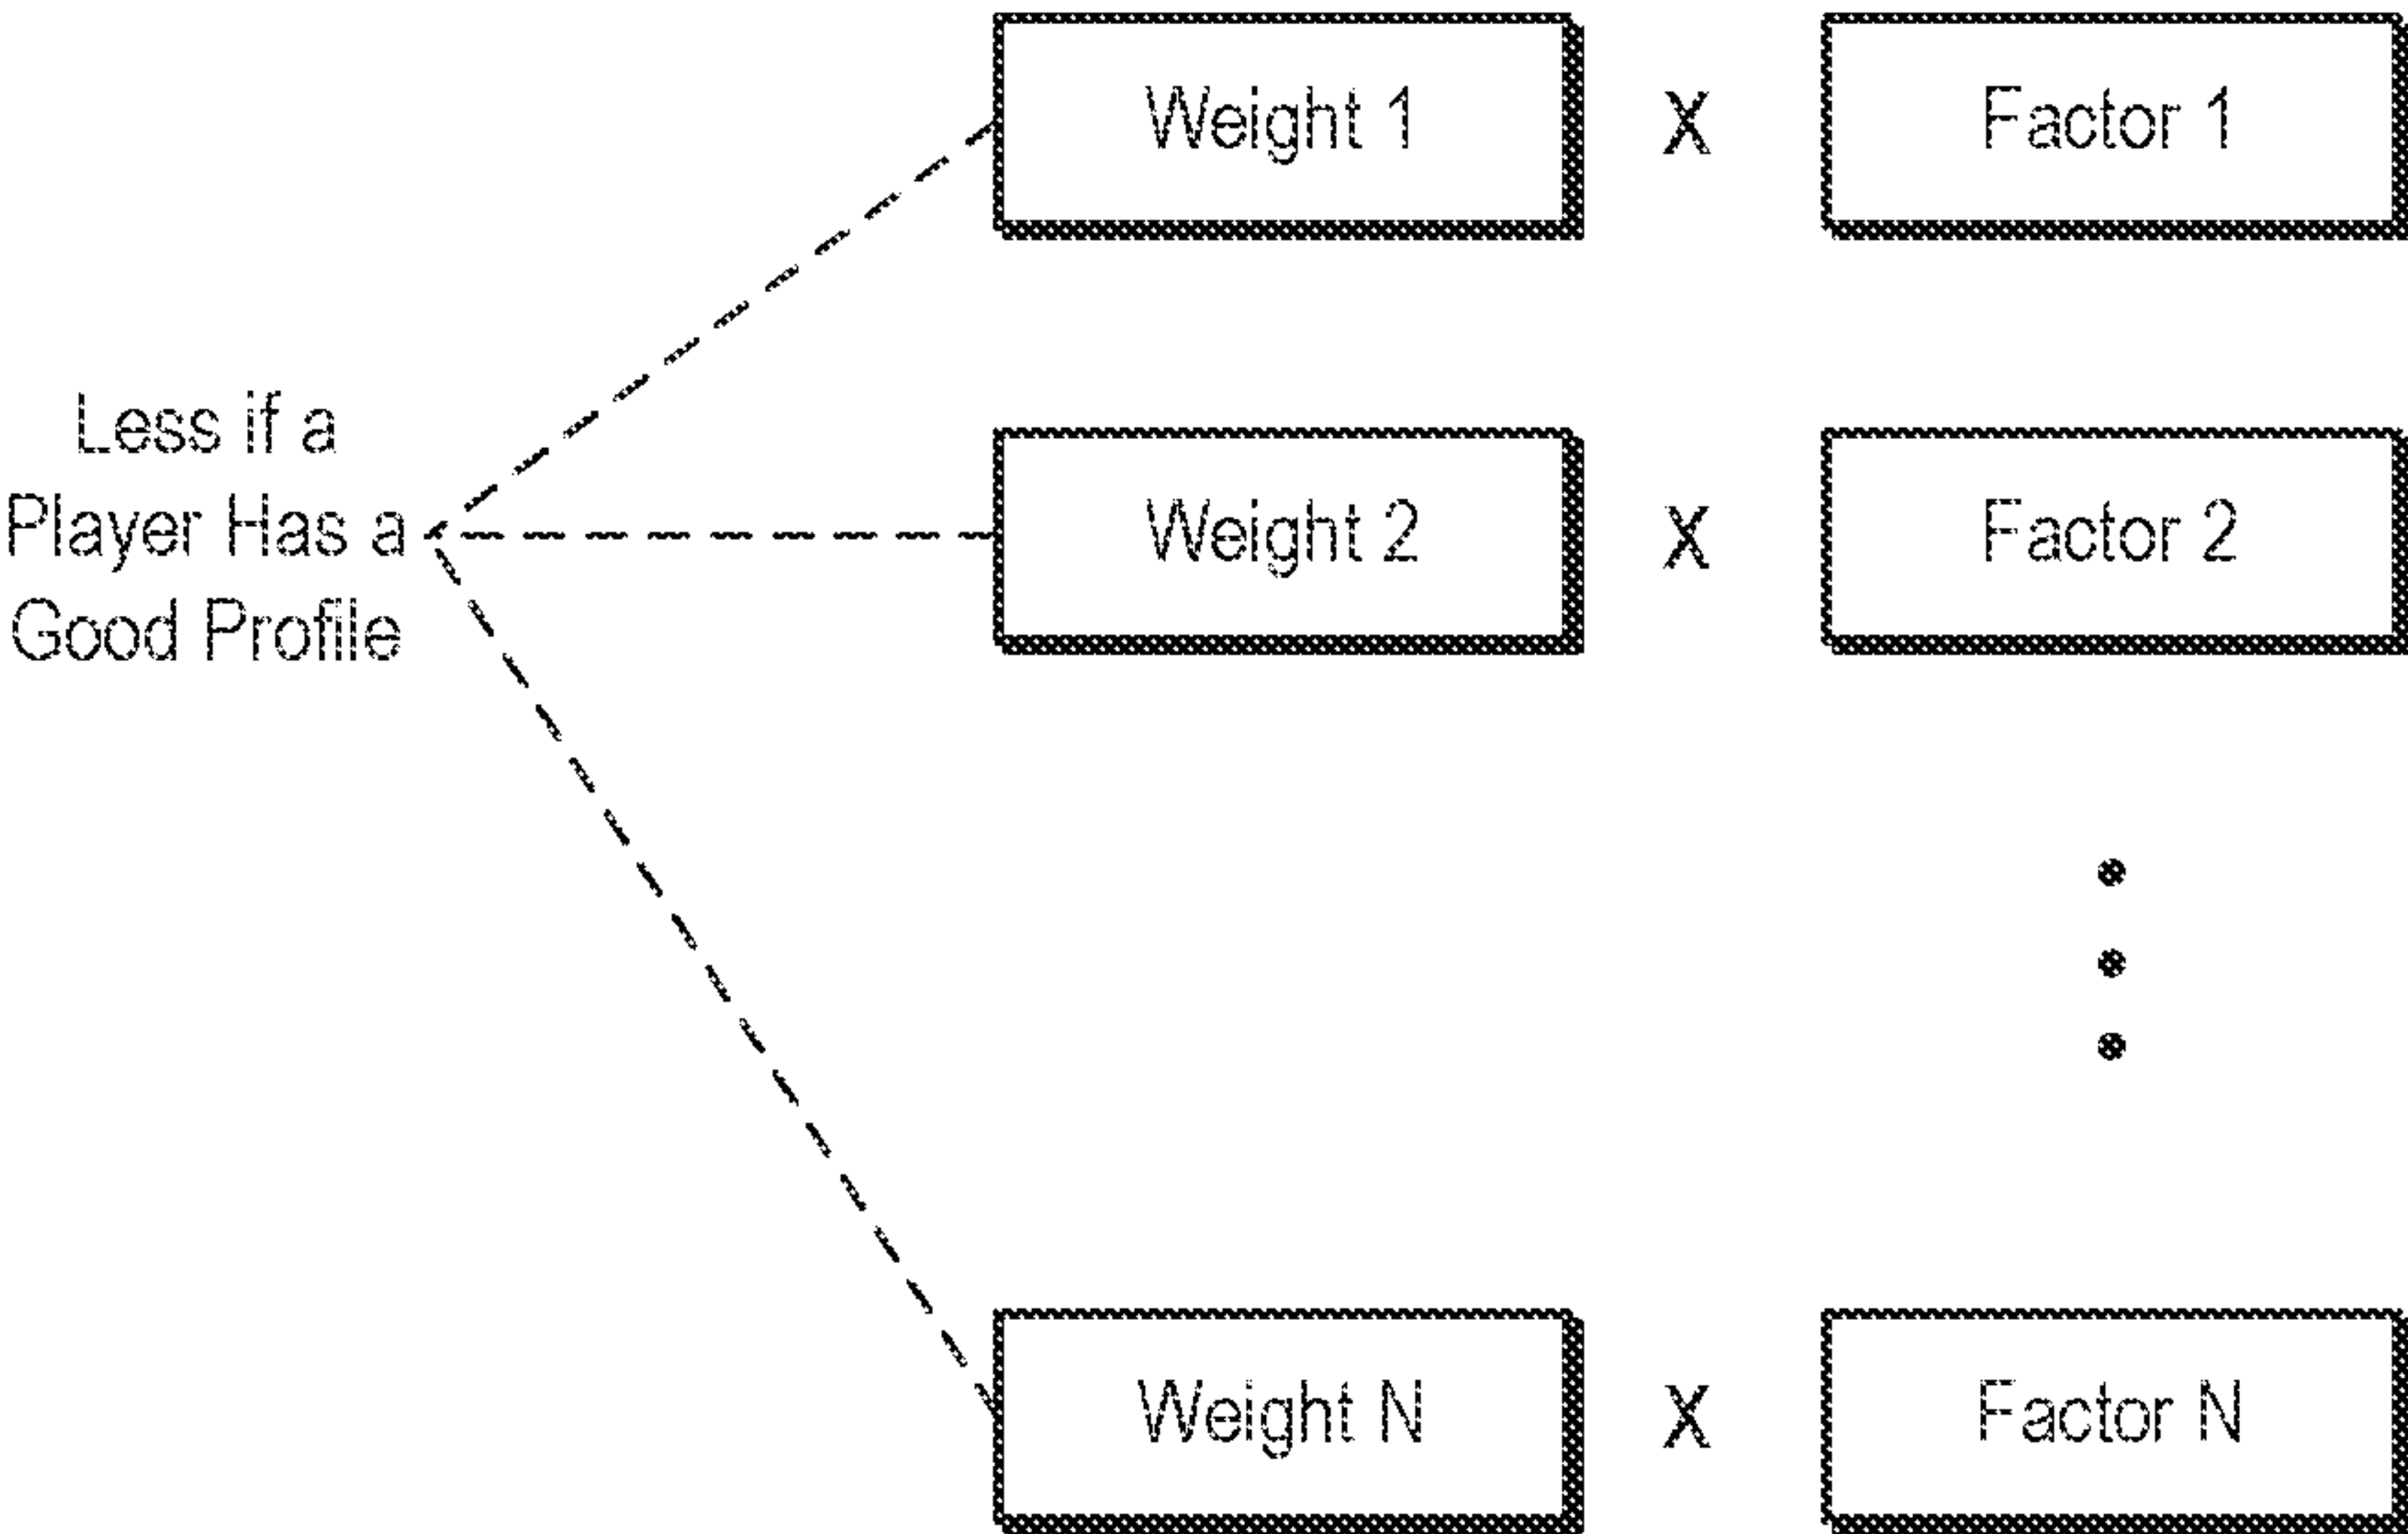 Weight 1 X Factor 1
Less if a
Player Has a
Good Profile
Weight 2 X Factor 2
Weight N X Factor N